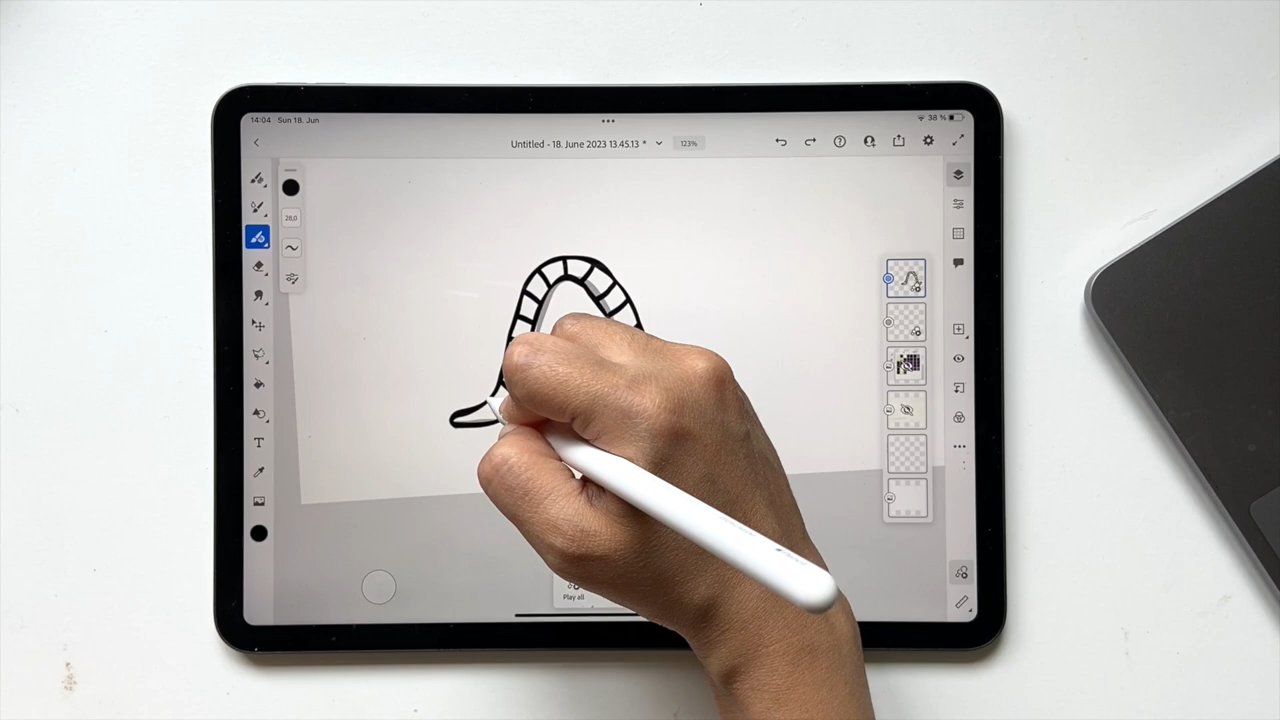 14:04 Sun 18. Jun
38 %
Untitled - 18. June 2023 13.45.13 *
123%
28,0
T
Play all